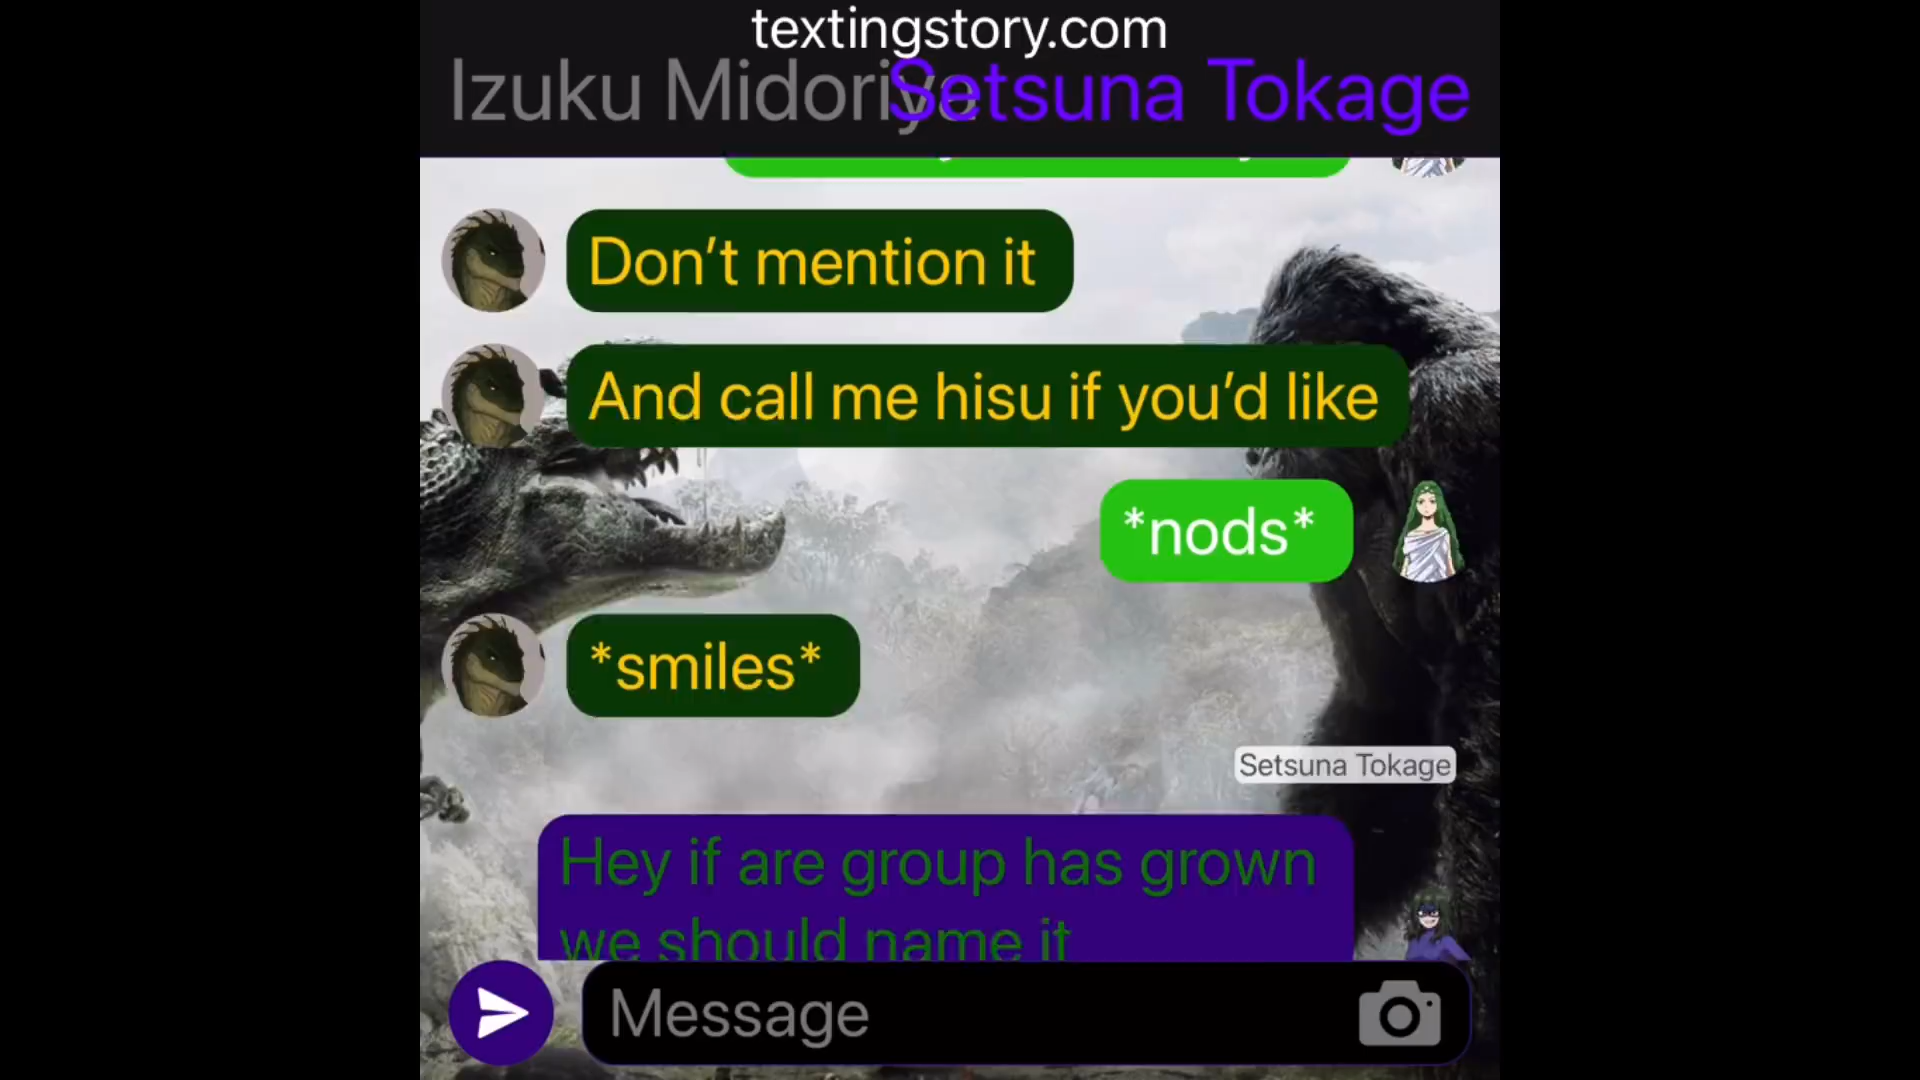 textingstory.com
Izuku Midoriya
Setsuna Tokage
Don’t mention it
And call me hisu if you’d like
*nods*
*smiles*
Setsuna Tokage
Hey if are group has grown
we should name it
Message